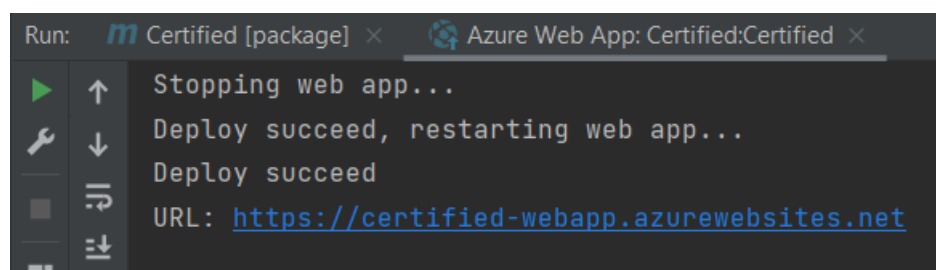 Run: m Certified [package] × Azure Web App: Certified:Certified ×
Stopping web app...
Deploy succeed, restarting web app...
Deploy succeed
URL: https://certified-webapp.azurewebsites.net